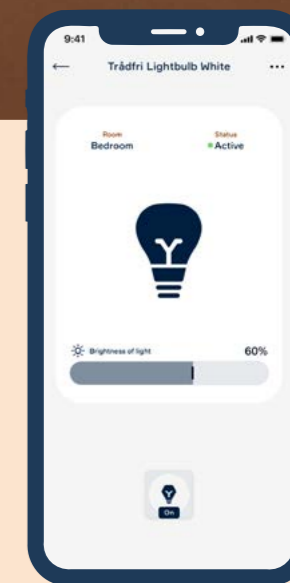 9:41
Trådfri Lightbulb White
Room
Status
Bedroom
Active
Brightness of light
60%
On